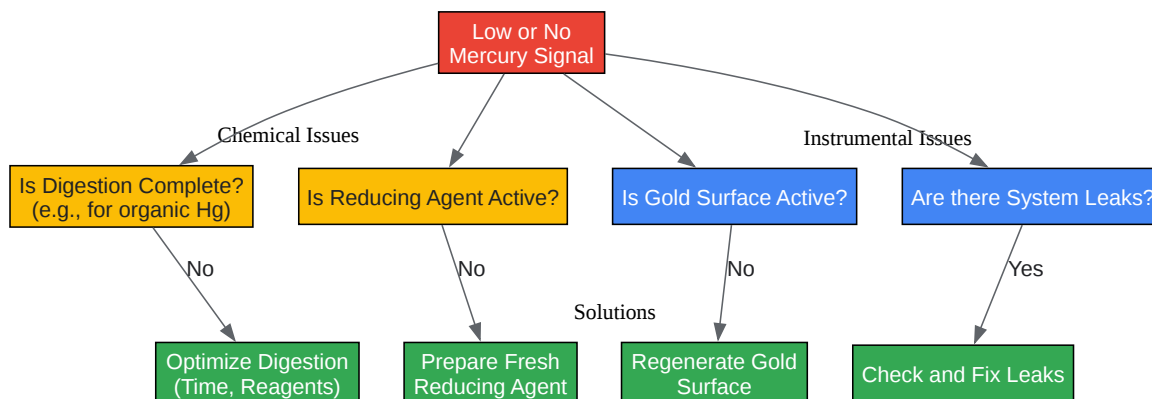 Low or No
Mercury Signal
Chemical Issues
Instrumental Issues
Is Digestion Complete?
(e.g., for organic Hg)
Is Reducing Agent Active?
Is Gold Surface Active?
Are there System Leaks?
No
No
No
Yes
Solutions
Optimize Digestion
(Time, Reagents)
Prepare Fresh
Reducing Agent
Regenerate Gold
Surface
Check and Fix Leaks